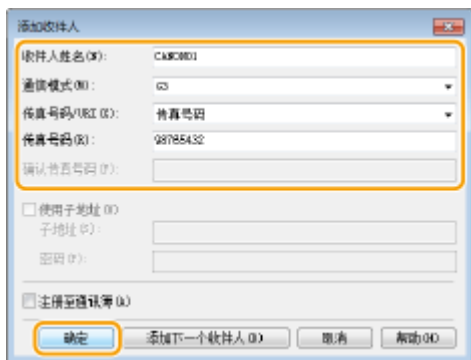 添加收件人
收件人姓名(N): CANON01
通信模式(M): G3
传真号码/URI(X): 传真号码
传真号码(R): 98765432
确认传真号码(F):
使用子地址(U)
子地址(S):
密码(P):
注册至通讯簿(A)
确定 添加下一个收件人(D) 取消 帮助(H)